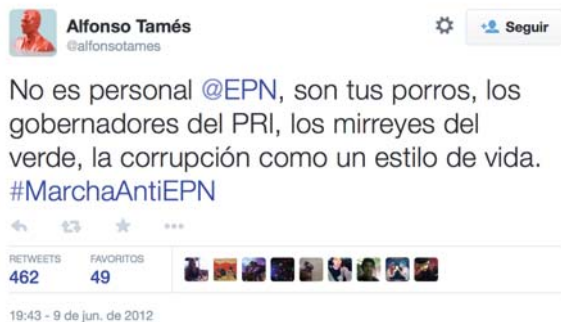 Alfonso Tamés
@alfonsotames
Seguir
No es personal @EPN, son tus porros, los
gobernadores del PRI, los mirreyes del
verde, la corrupción como un estilo de vida.
#MarchaAntiEPN
RETWEETS
FAVORITOS
462
49
19:43 - 9 de jun. de 2012